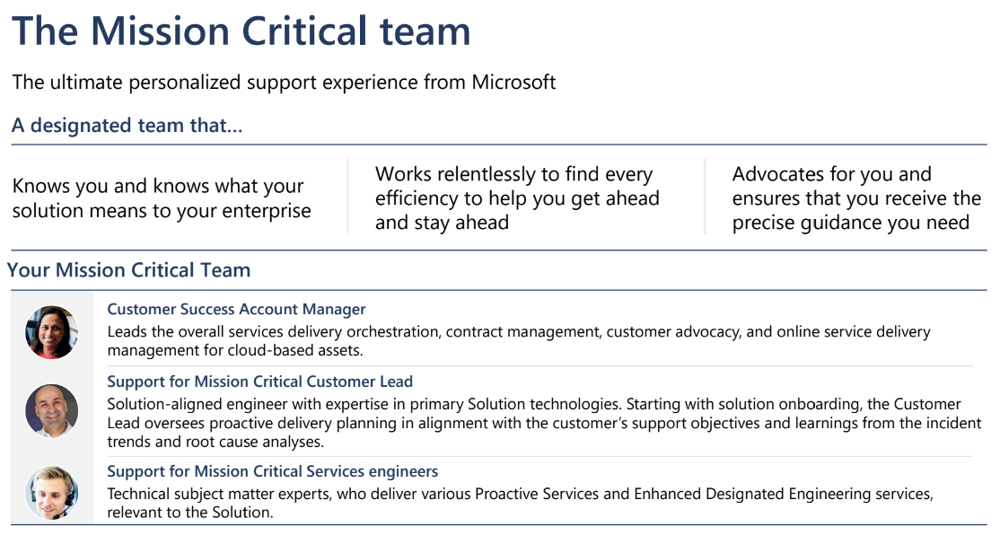 The Mission Critical team
The ultimate personalized support experience from Microsoft
A designated team that...
Knows you and knows what your
solution means to your enterprise
Works relentlessly to find every
efficiency to help you get ahead
and stay ahead
Advocates for you and
ensures that you receive the
precise guidance you need
Your Mission Critical Team
Customer Success Account Manager
Leads the overall services delivery orchestration, contract management, customer advocacy, and online service delivery
management for cloud-based assets.
Support for Mission Critical Customer Lead
Solution-aligned engineer with expertise in primary Solution technologies. Starting with solution onboarding, the Customer
Lead oversees proactive delivery planning in alignment with the customer's support objectives and learnings from the incident
trends and root cause analyses.
Support for Mission Critical Services engineers
Technical subject matter experts, who deliver various Proactive Services and Enhanced Designated Engineering services,
relevant to the Solution.